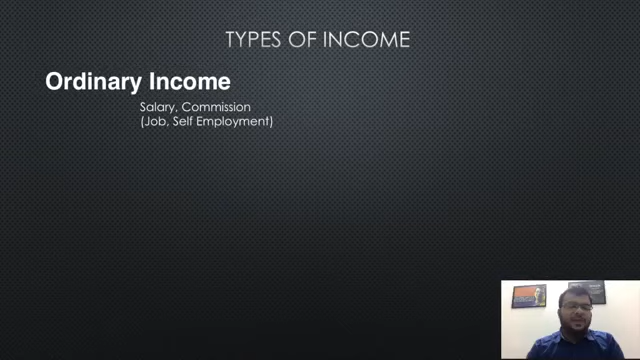 TYPES OF INCOME
Ordinary Income
Salary, Commission
(Job, Self Employment)